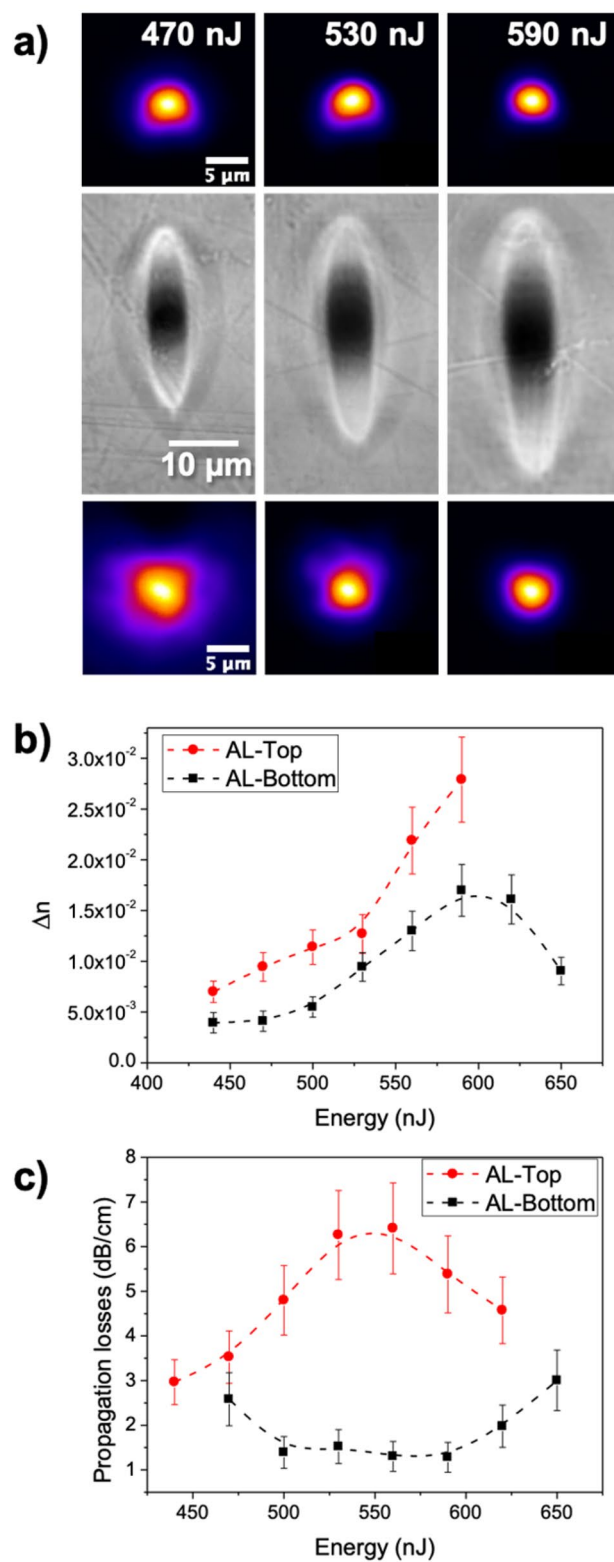 a)
470 nJ 530 nJ 590 nJ
5 µm
10 µm
5 µm
b)
AL-Top
AL-Bottom
3.0x10⁻²
2.5x10⁻²
2.0x10⁻²
1.5x10⁻²
1.0x10⁻²
5.0x10⁻³
0.0
Δn
400 450 500 550 600 650
Energy (nJ)
c)
AL-Top
AL-Bottom
8
7
6
5
4
3
2
1
Propagation losses (dB/cm)
450 500 550 600 650
Energy (nJ)